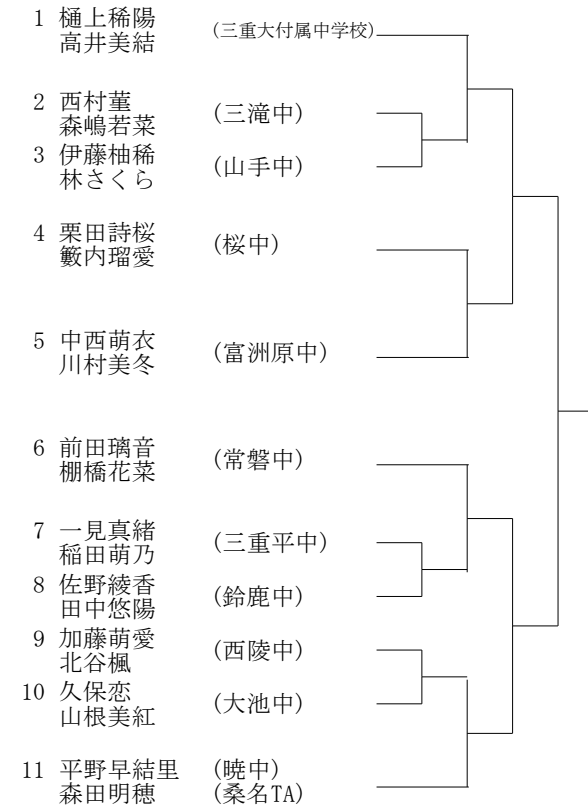 1 樋上稀陽
高井美結 (三重大付属中学校)
2 西村菫
森嶋若菜 (三滝中)
3 伊藤柚稀
林さくら (山手中)
4 栗田詩桜
籔内瑠愛 (桜中)
5 中西萌衣
川村美冬 (富洲原中)
6 前田璃音
棚橋花菜 (常磐中)
7 一見真緒
稲田萌乃 (三重平中)
8 佐野綾香
田中悠陽 (鈴鹿中)
9 加藤萌愛
北谷楓 (西陵中)
10 久保恋
山根美紅 (大池中)
11 平野早結里 (暁中)
森田明穂 (桑名TA)